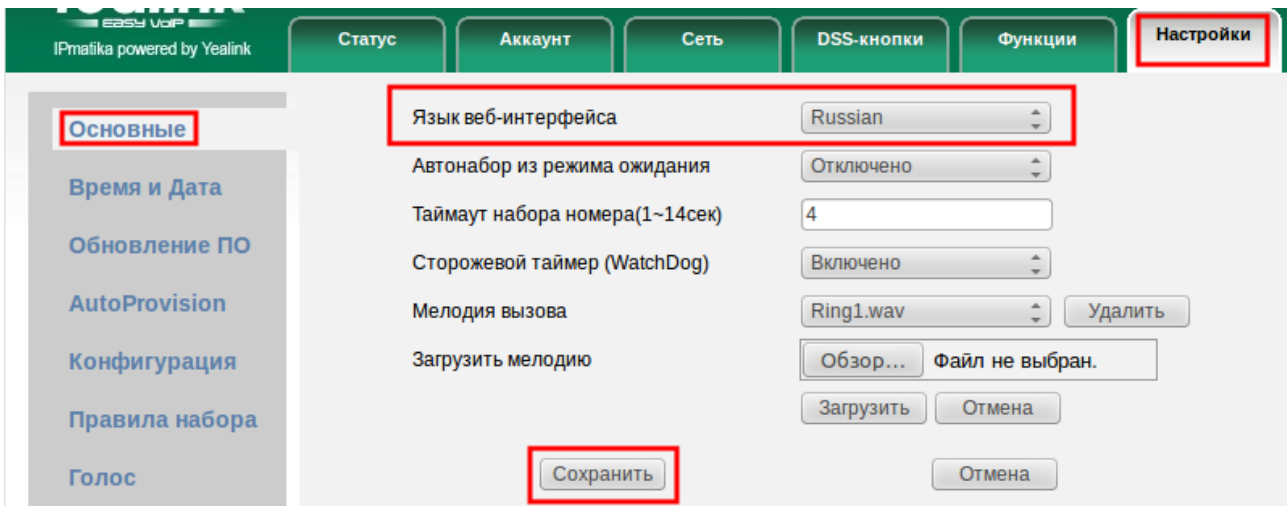 Yealink
EASY VoIP
IPmatika powered by Yealink
Статус
Аккаунт
Сеть
DSS-кнопки
Функции
Настройки
Основные
Время и Дата
Обновление ПО
AutoProvision
Конфигурация
Правила набора
Голос
Язык веб-интерфейса Russian
Автонабор из режима ожидания Отключено
Таймаут набора номера(1~14сек) 4
Сторожевой таймер (WatchDog) Включено
Мелодия вызова Ring1.wav Удалить
Загрузить мелодию Обзор... Файл не выбран.
Загрузить Отмена
Сохранить Отмена